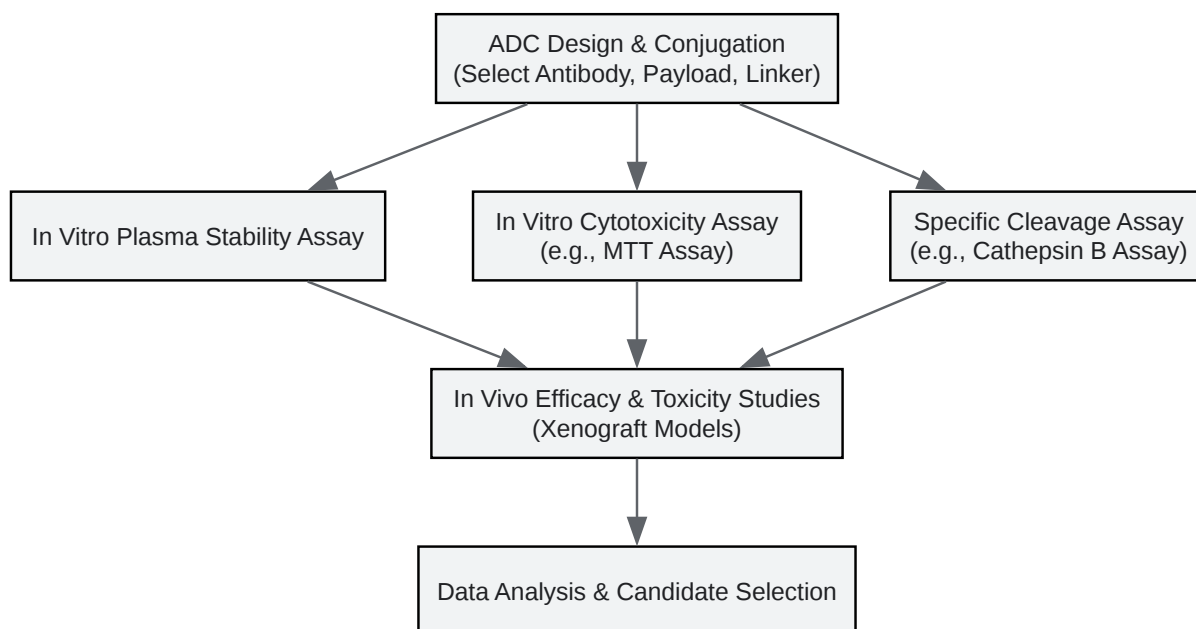 ADC Design & Conjugation
(Select Antibody, Payload, Linker)
In Vitro Plasma Stability Assay
In Vitro Cytotoxicity Assay
(e.g., MTT Assay)
Specific Cleavage Assay
(e.g., Cathepsin B Assay)
In Vivo Efficacy & Toxicity Studies
(Xenograft Models)
Data Analysis & Candidate Selection